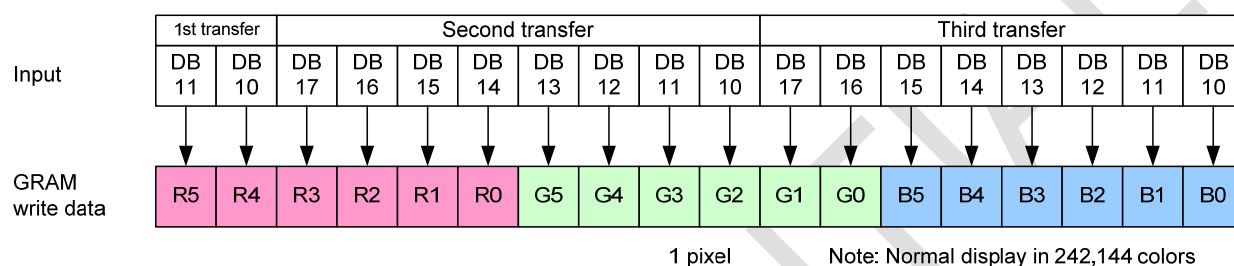 1st transfer Second transfer Third transfer
Input
DB DB DB DB DB DB DB DB DB DB DB DB DB DB DB DB DB DB
11 10 17 16 15 14 13 12 11 10 17 16 15 14 13 12 11 10
GRAM
write data
R5 R4 R3 R2 R1 R0 G5 G4 G3 G2 G1 G0 B5 B4 B3 B2 B1 B0
1 pixel Note: Normal display in 242,144 colors